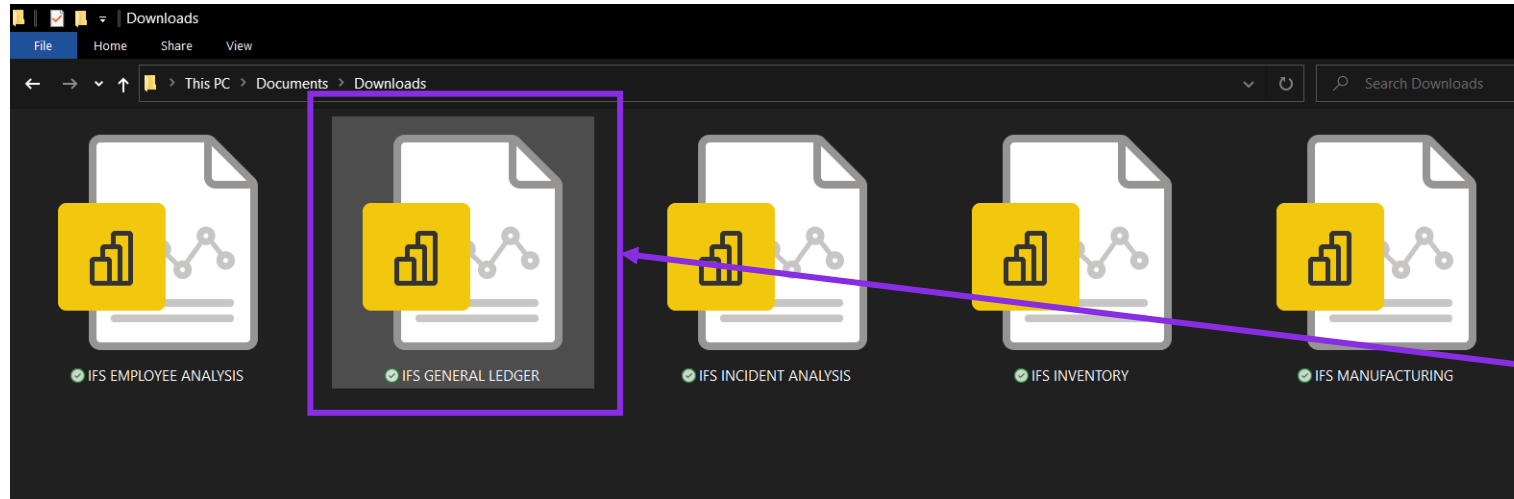 Downloads
File Home Share View
This PC > Documents > Downloads
Search Downloads
IFS EMPLOYEE ANALYSIS
IFS GENERAL LEDGER
IFS INCIDENT ANALYSIS
IFS INVENTORY
IFS MANUFACTURING